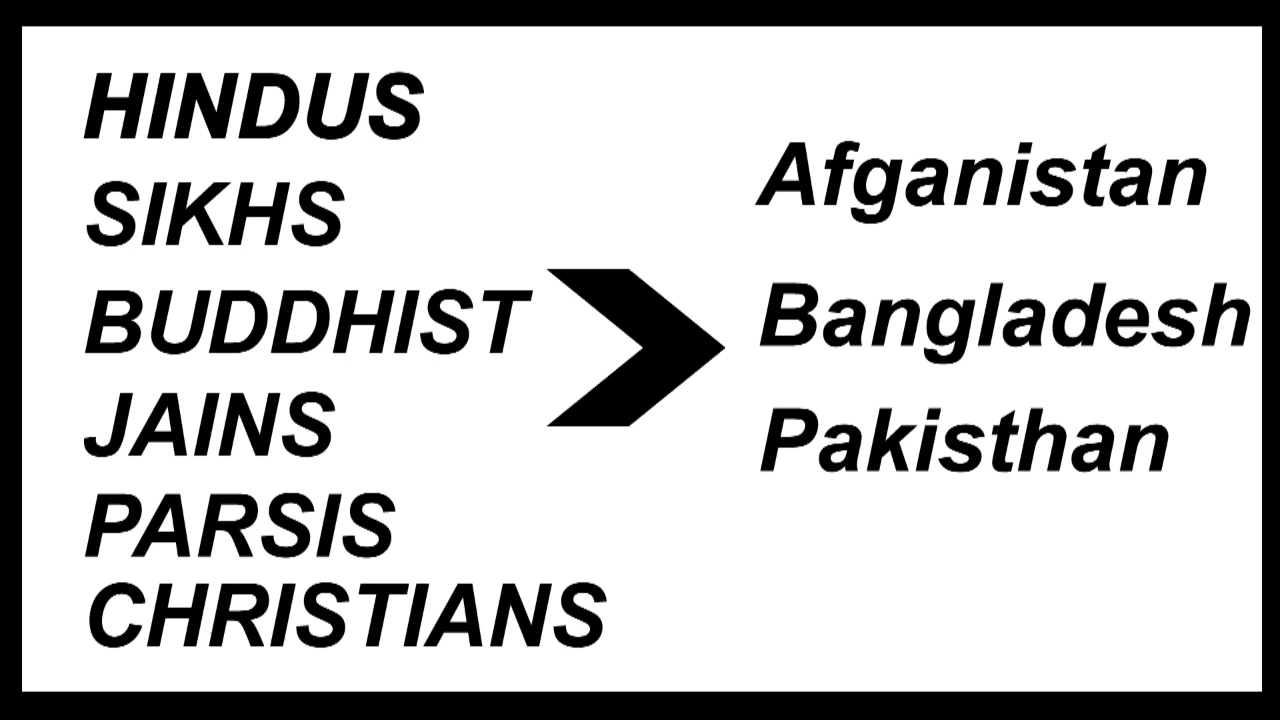 HINDUS
SIKHS
BUDDHIST
JAINS
PARSIS
CHRISTIANS
Afganistan
Bangladesh
Pakisthan